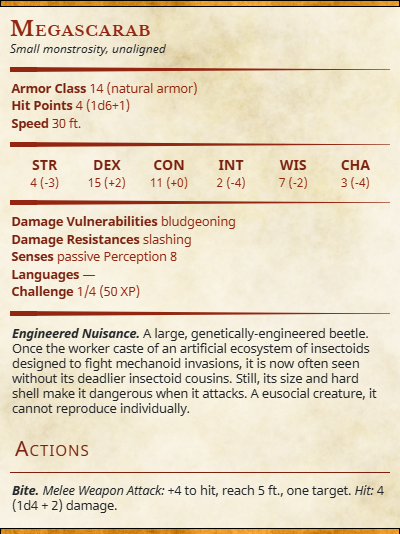 Megascarab
Small monstrosity, unaligned
Armor Class 14 (natural armor)
Hit Points 4 (1d6+1)
Speed 30 ft.
STR DEX CON INT WIS CHA
4 (-3) 15 (+2) 11 (+0) 2 (-4) 7 (-2) 3 (-4)
Damage Vulnerabilities bludgeoning
Damage Resistances slashing
Senses passive Perception 8
Languages —
Challenge 1/4 (50 XP)
Engineered Nuisance. A large, genetically-engineered beetle.
Once the worker caste of an artificial ecosystem of insectoids
designed to fight mechanoid invasions, it is now often seen
without its deadlier insectoid cousins. Still, its size and hard
shell make it dangerous when it attacks. A eusocial creature, it
cannot reproduce individually.
Actions
Bite. Melee Weapon Attack: +4 to hit, reach 5 ft., one target. Hit: 4
(1d4 + 2) damage.